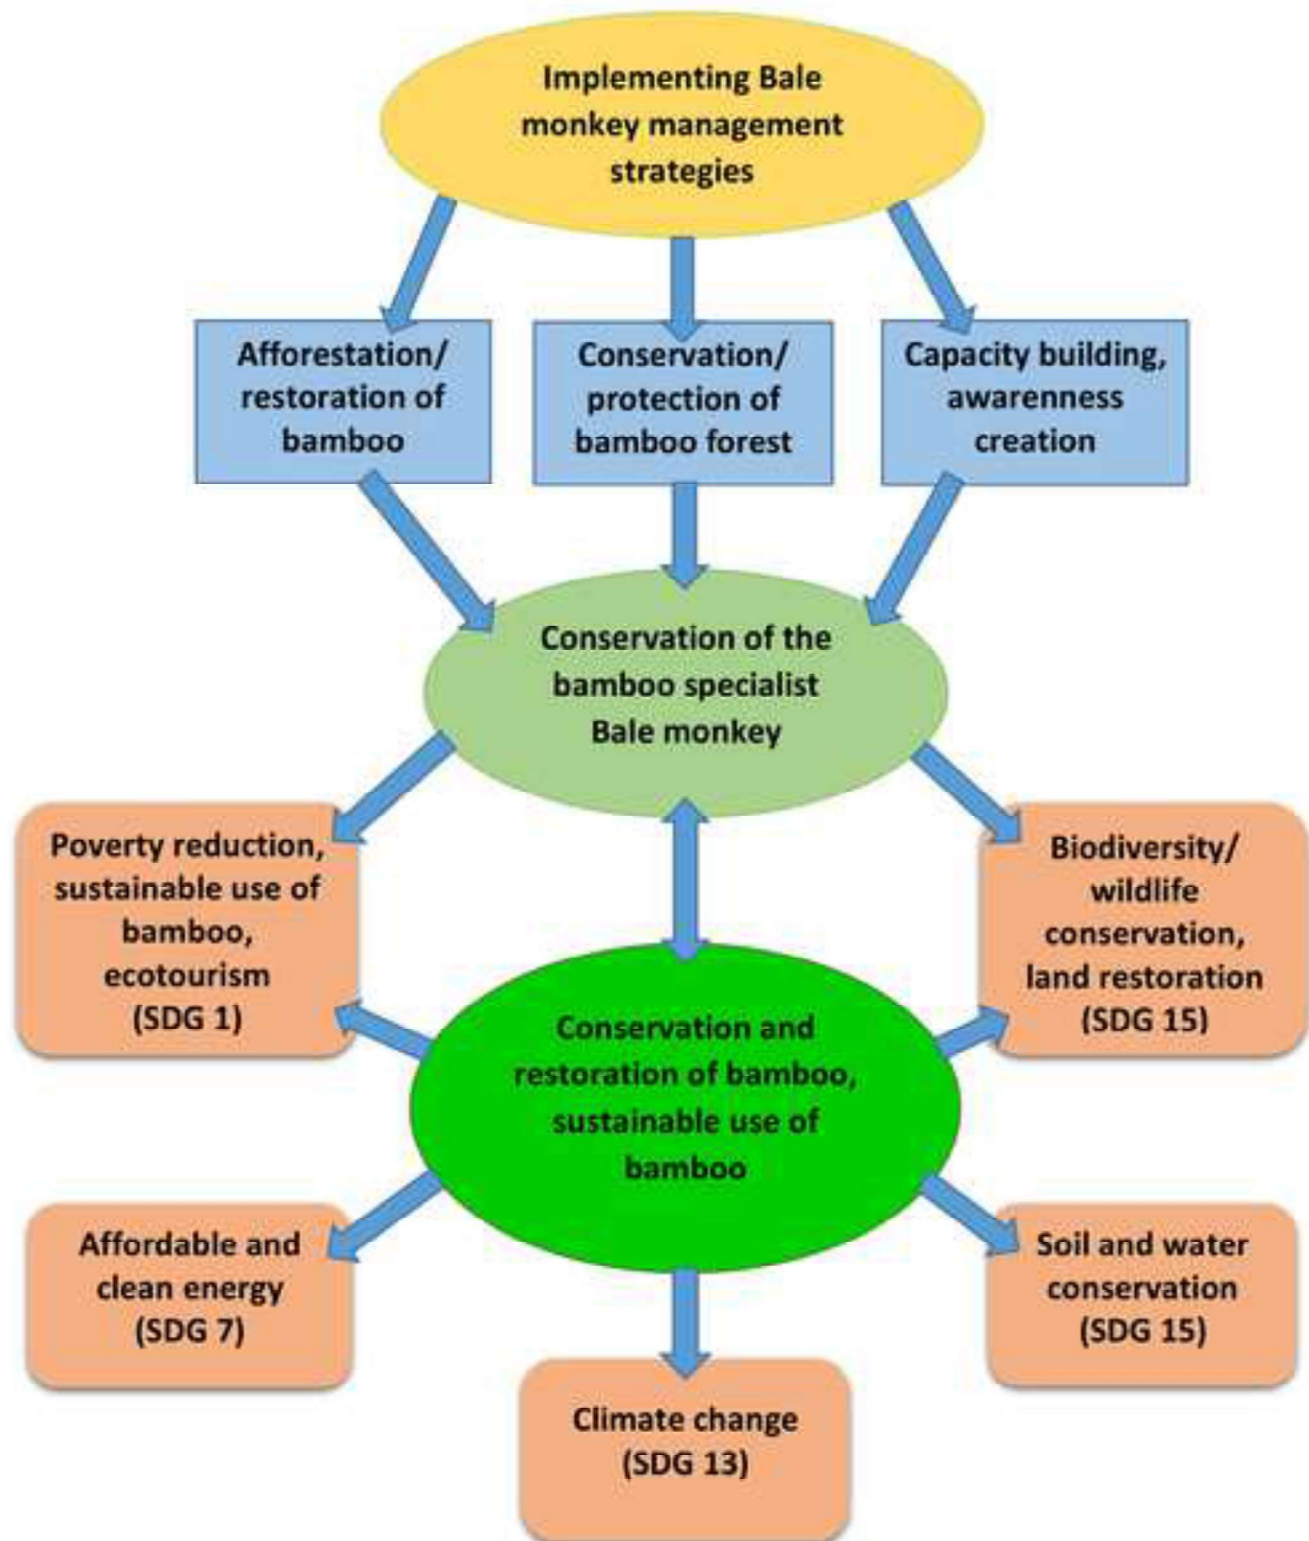 Implementing Bale
monkey management
strategies
Afforestation/
restoration of
bamboo
Conservation/
protection of
bamboo forest
Capacity building,
awarenness
creation
Conservation of the
bamboo specialist
Bale monkey
Poverty reduction,
sustainable use of
bamboo,
ecotourism
(SDG 1)
Biodiversity/
wildlife
conservation,
land restoration
(SDG 15)
Conservation and
restoration of bamboo,
sustainable use of
bamboo
Affordable and
clean energy
(SDG 7)
Soil and water
conservation
(SDG 15)
Climate change
(SDG 13)